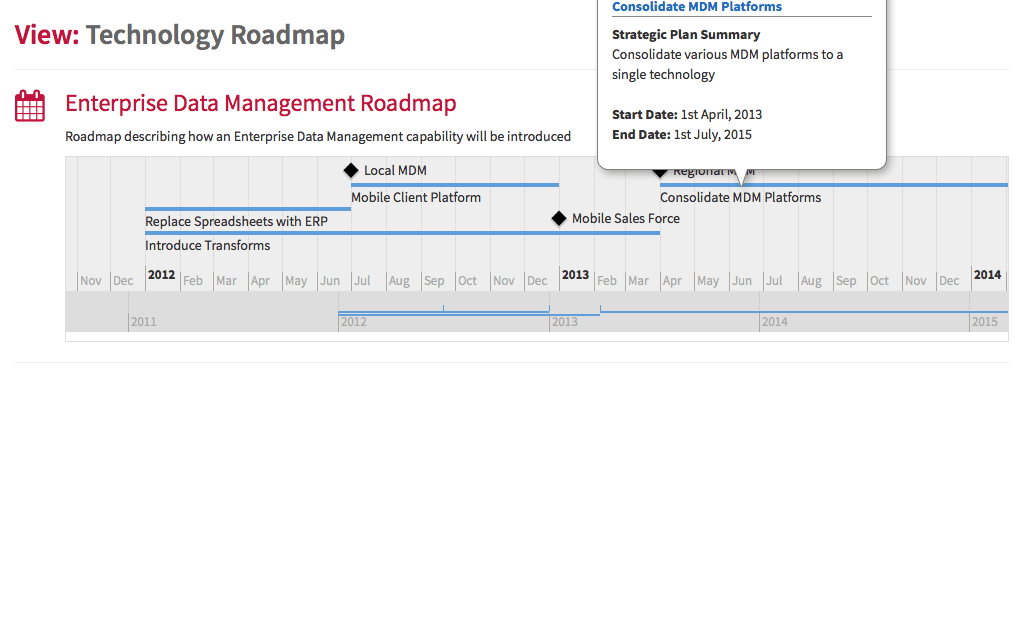 Consolidate MDM Platforms
View: Technology Roadmap
Strategic Plan Summary
Consolidate various MDM platforms to a
single technology
Start Date: 1st April, 2013
End Date: 1st July, 2015
Enterprise Data Management Roadmap
Roadmap describing how an Enterprise Data Management capability will be introduced
Local MDM
Regional MDM
Mobile Client Platform
Consolidate MDM Platforms
Replace Spreadsheets with ERP
Mobile Sales Force
Introduce Transforms
Nov Dec 2012 Feb Mar Apr May Jun Jul Aug Sep Oct Nov Dec 2013 Feb Mar Apr May Jun Jul Aug Sep Oct Nov Dec 2014
2011 2012 2013 2014 2015